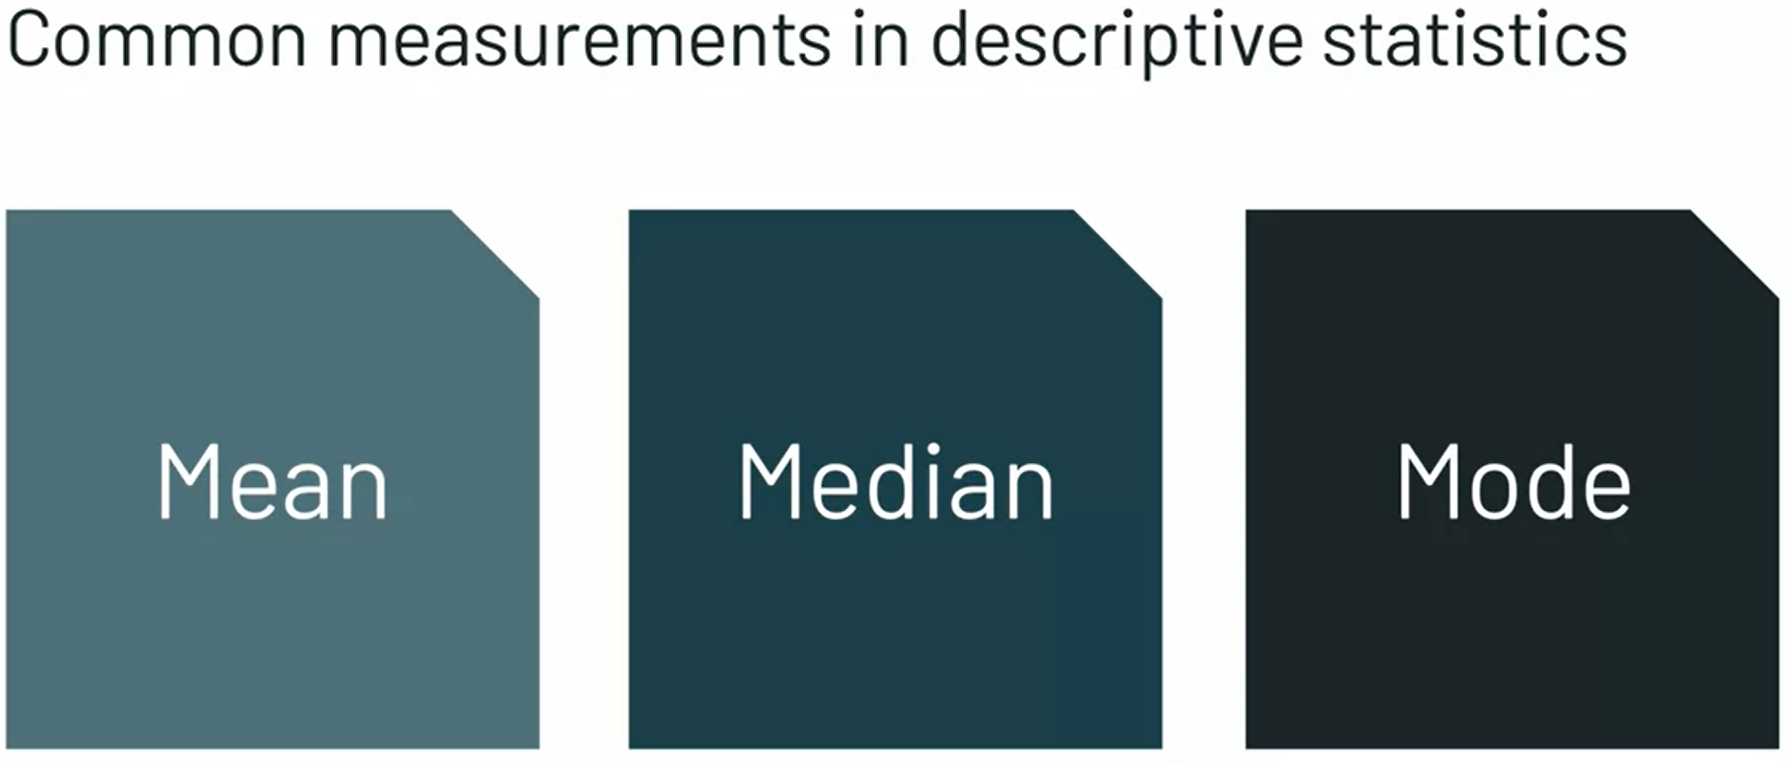 Common measurements in descriptive statistics
Mean
Median
Mode